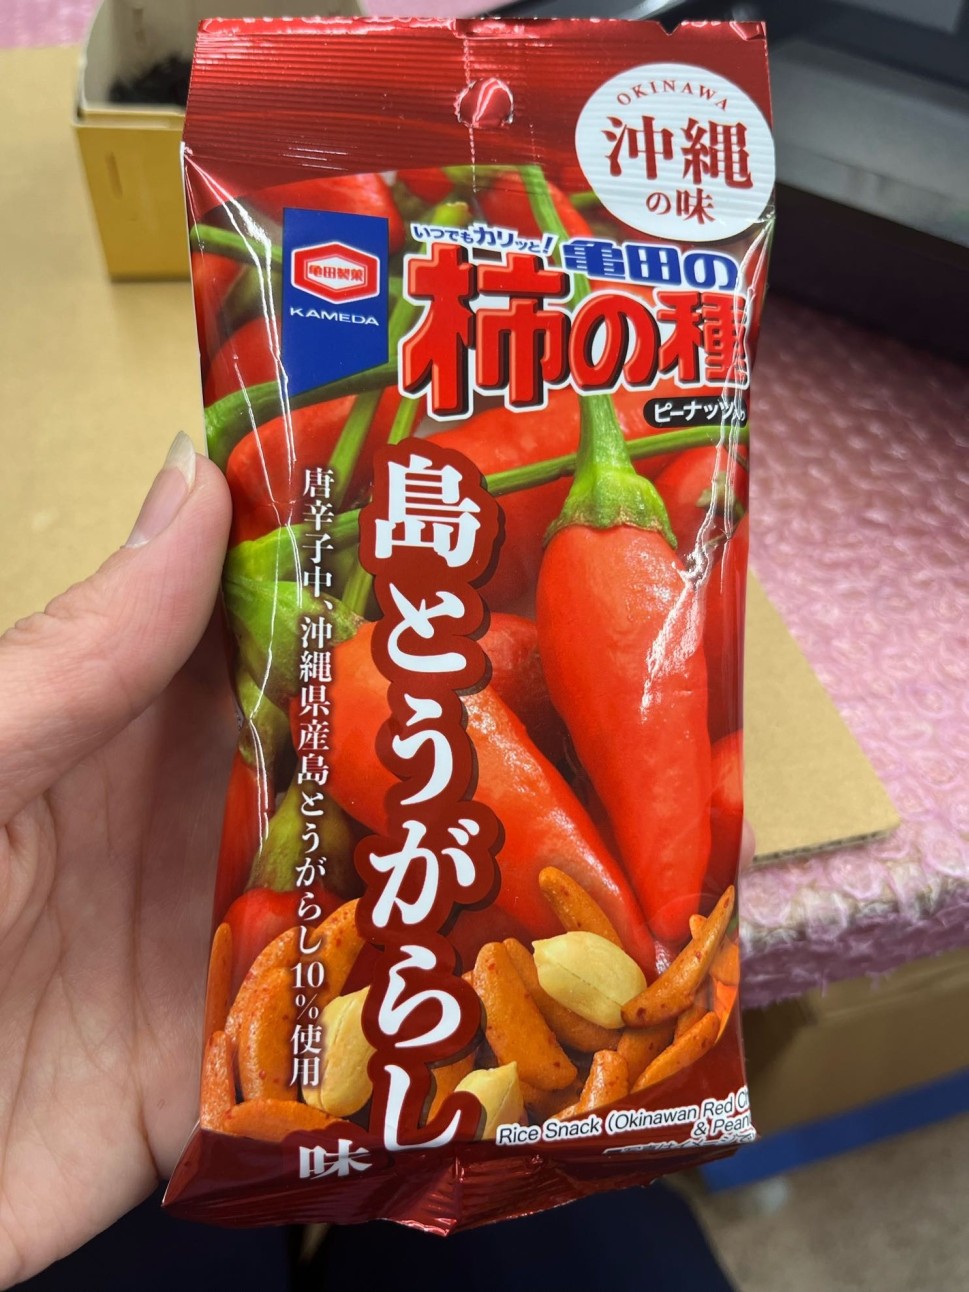 OKINAWA
沖縄
の味
亀田製菓
KAMEDA
いつでもカリッと!
亀田の
柿の種
ピーナッツ入り
島とうがらし
味
唐辛子中、沖縄県産島とうがらし10%使用
Rice Snack (Okinawan Red
& Pean